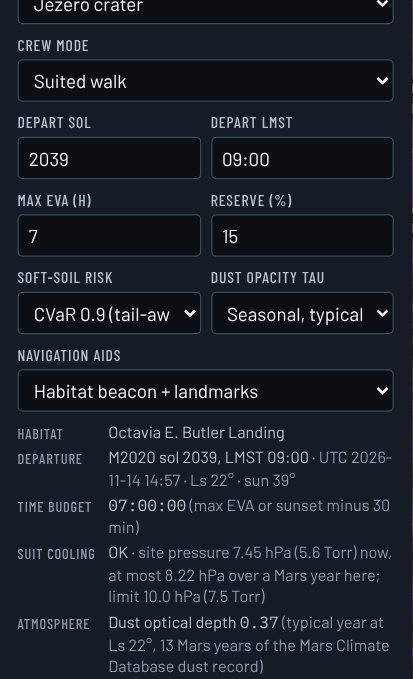 Jezero crater
CREW MODE
Suited walk
DEPART SOL
DEPART LMST
2039
09:00
MAX EVA (H)
RESERVE (%)
7
15
SOFT-SOIL RISK
DUST OPACITY TAU
CVaR 0.9 (tail-aw
Seasonal, typical
NAVIGATION AIDS
Habitat beacon + landmarks
HABITAT
Octavia E. Butler Landing
DEPARTURE
M2020 sol 2039, LMST 09:00 · UTC 2026-
11-14 14:57 · Ls 22° · sun 39°
TIME BUDGET
07:00:00 (max EVA or sunset minus 30
min)
SUIT COOLING
OK · site pressure 7.45 hPa (5.6 Torr) now,
at most 8.22 hPa over a Mars year here;
limit 10.0 hPa (7.5 Torr)
ATMOSPHERE
Dust optical depth 0.37 (typical year at
Ls 22°, 13 Mars years of the Mars Climate
Database dust record)